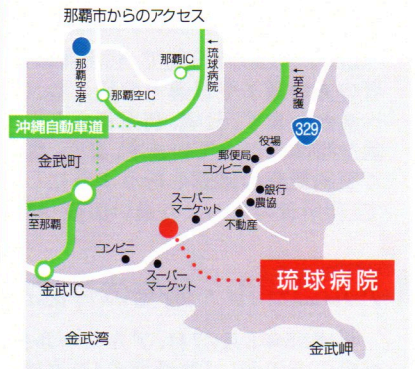 那覇市からのアクセス
那覇空港
那覇IC
←琉球病院
那覇空IC
沖縄自動車道
←至名護
329
役場
郵便局
コンビニ
金武町
銀行
農協
スーパー
マーケット
不動産
←至那覇
コンビニ
スーパー
マーケット
琉球病院
金武IC
金武湾
金武岬